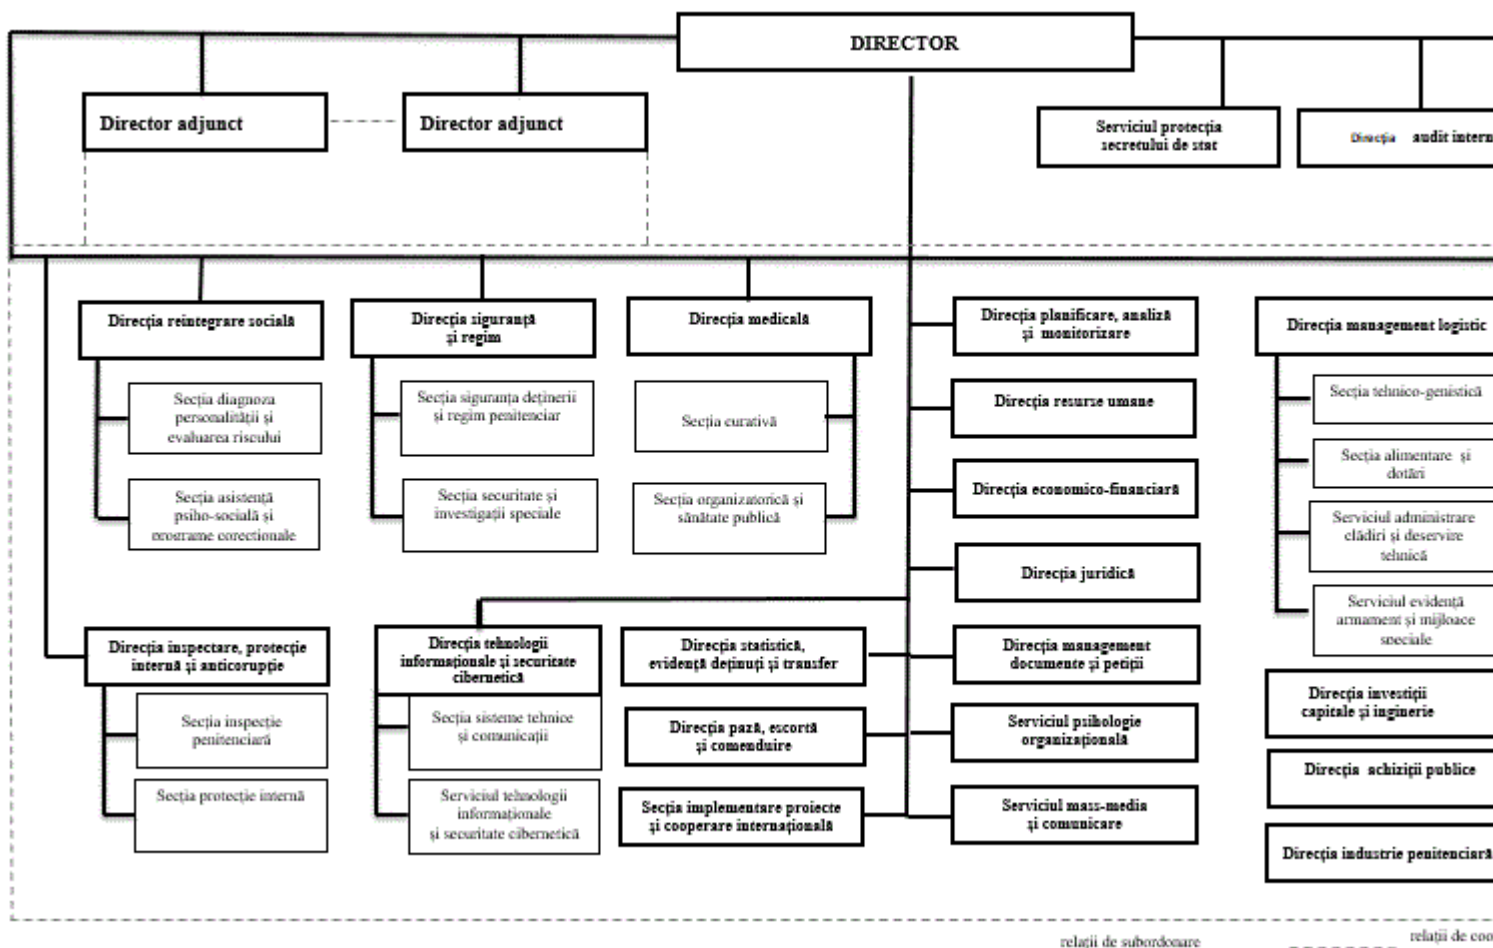 DIRECTOR
Director adjunct
Director adjunct
Serviciul protecția
secretului de stat
Direcția audit intern
Direcția reintegrare socială
Secția diagnoza
personalității și
evaluarea riscului
Secția asistență
psiho-socială și
programe corecționale
Direcția siguranță
și regim
Secția siguranța deținerii
și regim penitenciar
Secția securitate și
investigații speciale
Direcția medicală
Secția curativă
Secția organizatorică și
sănătate publică
Direcția planificare, analiză
și monitorizare
Direcția resurse umane
Direcția economico-financiară
Direcția juridică
Direcția management
documente și petiții
Serviciul psihologie
organizațională
Serviciul mass-media
și comunicare
Direcția management logistic
Secția tehnico-genistică
Secția alimentare și
dotări
Serviciul administrare
clădiri și deservire
tehnică
Serviciul evidență
armament și mijloace
speciale
Direcția investiții
capitale și inginerie
Direcția achiziții publice
Direcția industrie penitenciară
Direcția inspectare, protecție
internă și anticorupție
Secția inspecție
penitenciară
Secția protecție internă
Direcția tehnologii
informaționale și securitate
cibernetică
Secția sisteme tehnice
și comunicații
Serviciul tehnologii
informaționale
și securitate cibernetică
Direcția statistică,
evidență deținuți și transfer
Direcția pază, escortă
și comenduire
Secția implementare proiecte
și cooperare internațională
relații de subordonare
relații de coo